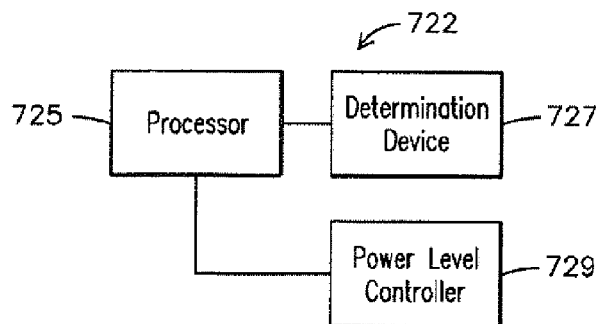 722
725
Processor
Determination
Device
727
Power Level
Controller
729